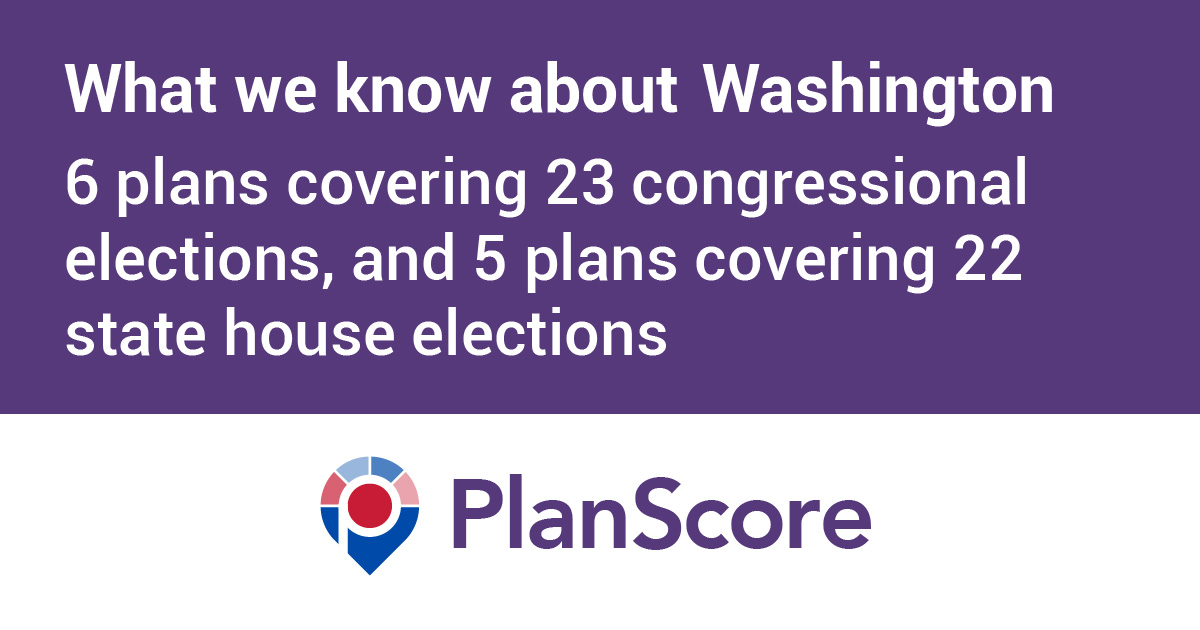 What we know about Washington
6 plans covering 23 congressional
elections, and 5 plans covering 22
state house elections
PlanScore